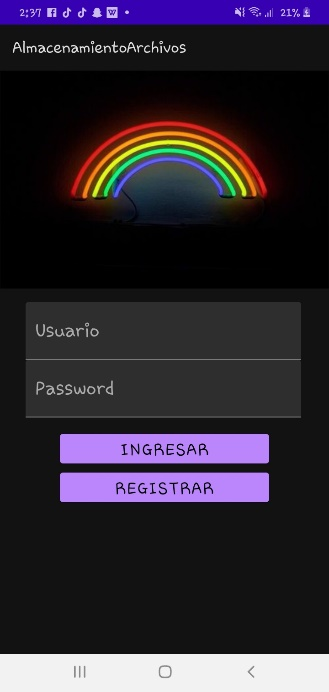 2:37
21%
AlmacenamientoArchivos
Usuario
Password
INGRESAR
REGISTRAR